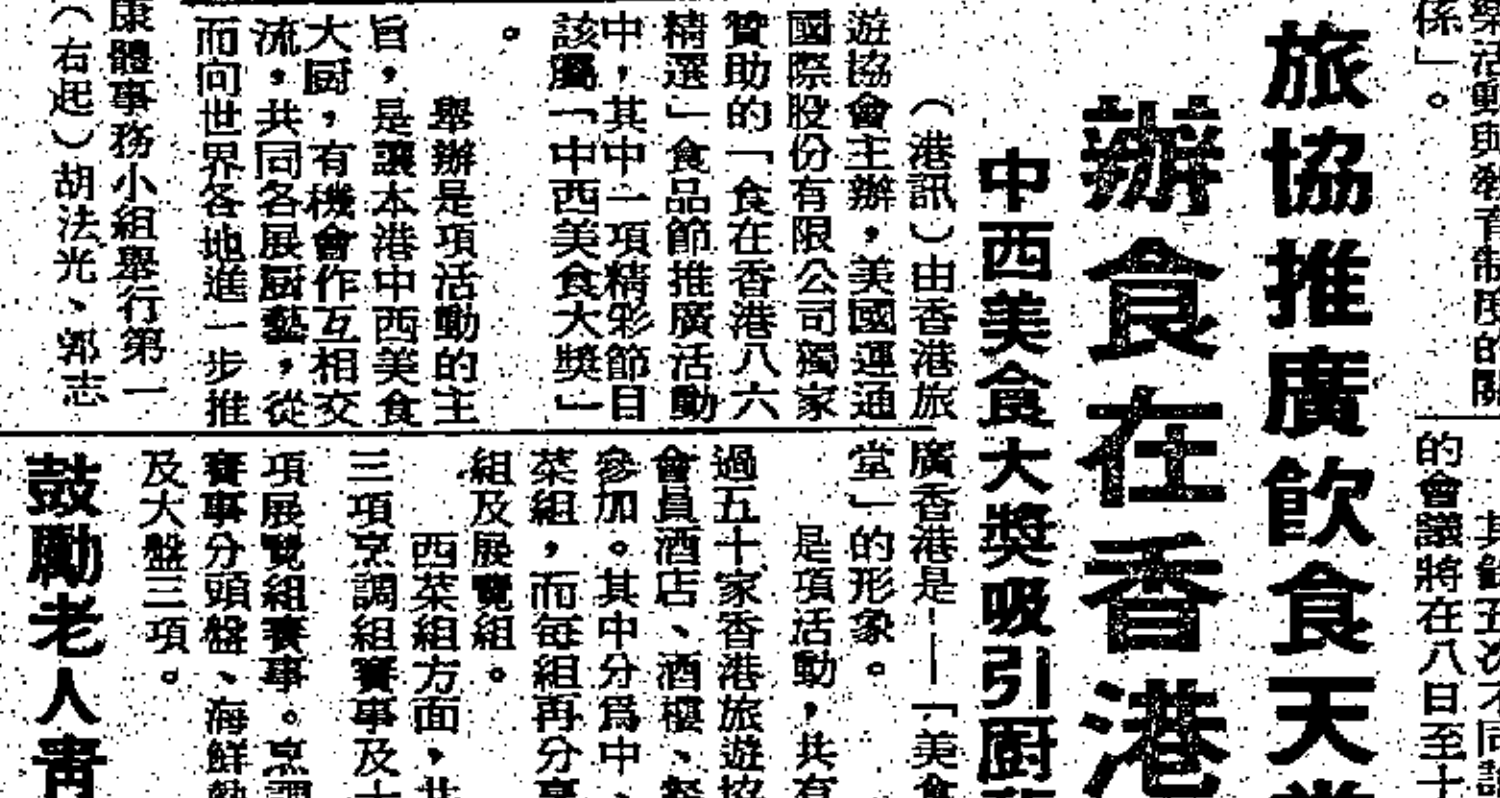 係」。
的會議將在八日至十
旅協推廣飲食天
辦食在香港
中西美食大獎吸引厨
（港訊）由香港旅
遊協會主辦，美國運通
國際股份有限公司獨家
贊助的「食在香港八六
精選」食品節推廣活動
中，其中一項精彩節目
該屬「中西美食大獎」
。
舉辦是項活動的主
旨，是讓本港中西美食
大厨，有機會作互相交
流，共同各展厨藝，從
而向世界各地進一步推
廣香港是——「美食
堂」的形象。
是項活動，共有
過五十家香港旅遊協
會員酒店、酒樓、餐
參加。其中分爲中、
菜組，而每組再分烹
組及展覽組。
西菜組方面，共
三項烹調組賽事及十
項展覽組賽事。烹調
賽事分頭盤、海鮮熱
及大盤三項。
康體事務小組舉行第一
（右起）胡法光、郭志
鼓勵老人青